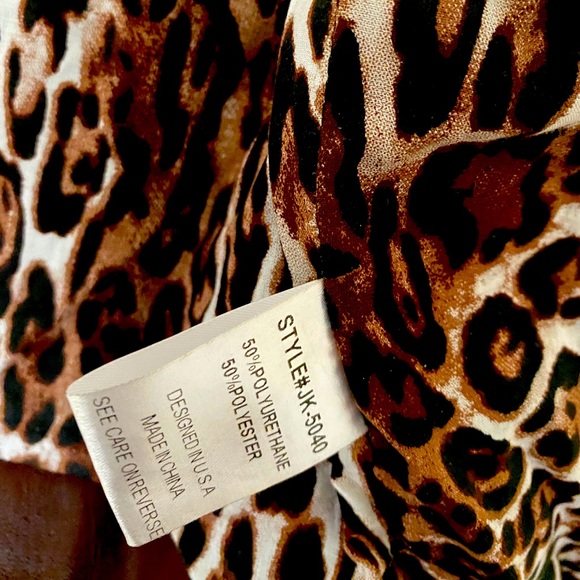 STYLE#JK-5040
50%POLYURETHANE
50%POLYESTER
DESIGNED IN U S A
MADE IN CHINA
SEE CARE ON REVERSE